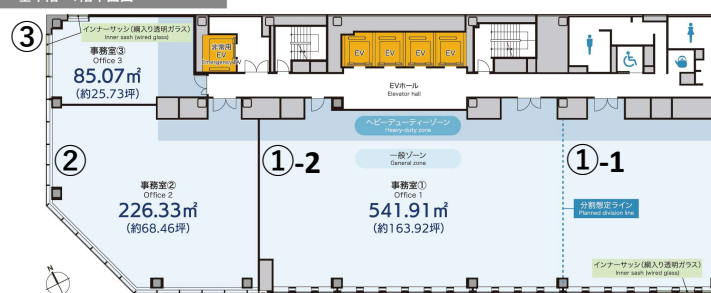 ③
インナーサッシ(網入り透明ガラス)
Inner sash (wired glass)
事務室③
Office 3
85.07㎡
(約25.73坪)
非常用
EV
Emergency EV
EV
EV
EV
EV
EVホール
Elevator hall
ヘビーデューティーゾーン
Heavy-duty zone
一般ゾーン
General zone
②
①-2
①-1
事務室②
Office 2
226.33㎡
(約68.46坪)
事務室①
Office 1
541.91㎡
(約163.92坪)
分割想定ライン
Planned division line
インナーサッシ(網入り透明ガラス)
Inner sash (wired glass)
N